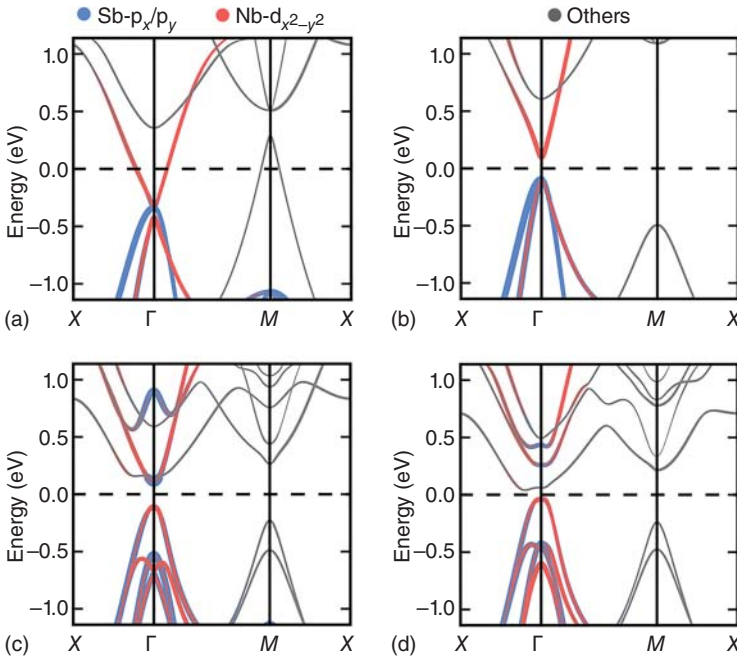 Sb-pₓ/p_y Nb-dₓ²₋y² Others
1.0
0.5
0.0
−0.5
−1.0
Energy (eV)
(a) X Γ M X
1.0
0.5
0.0
−0.5
−1.0
Energy (eV)
(b) X Γ M X
1.0
0.5
0.0
−0.5
−1.0
Energy (eV)
(c) X Γ M X
1.0
0.5
0.0
−0.5
−1.0
Energy (eV)
(d) X Γ M X